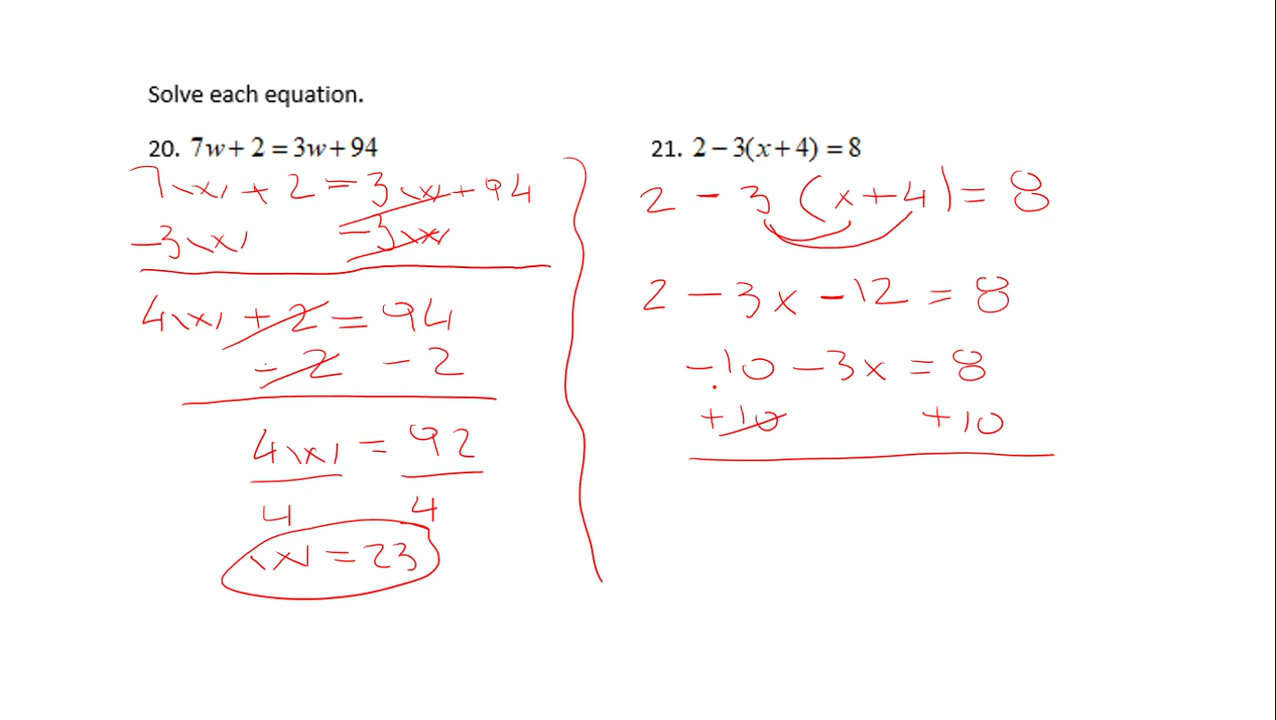 Solve each equation.
20. 7w + 2 = 3w + 94
7w + 2 = 3w + 94
-3w -3w
4w + 2 = 94
- 2 - 2
4w = 92
4 4
w = 23
21. 2 - 3(x + 4) = 8
2 - 3 (x + 4) = 8
2 - 3x - 12 = 8
-10 - 3x = 8
+10 +10